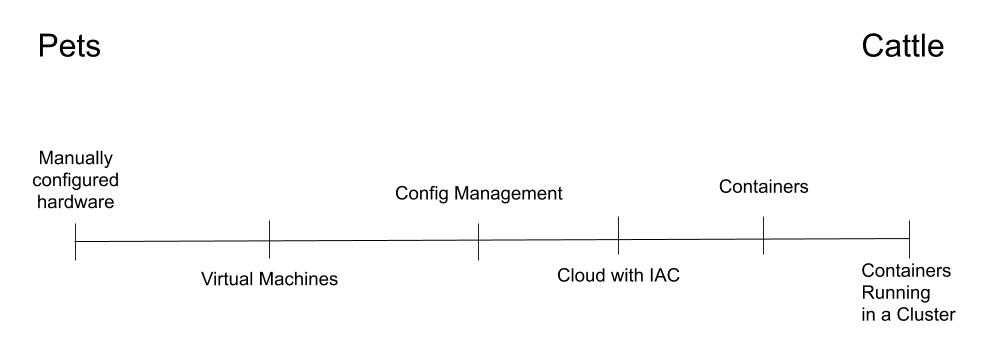 Pets
Cattle
Manually
configured
hardware
Config Management
Containers
Virtual Machines
Cloud with IAC
Containers
Running
in a Cluster